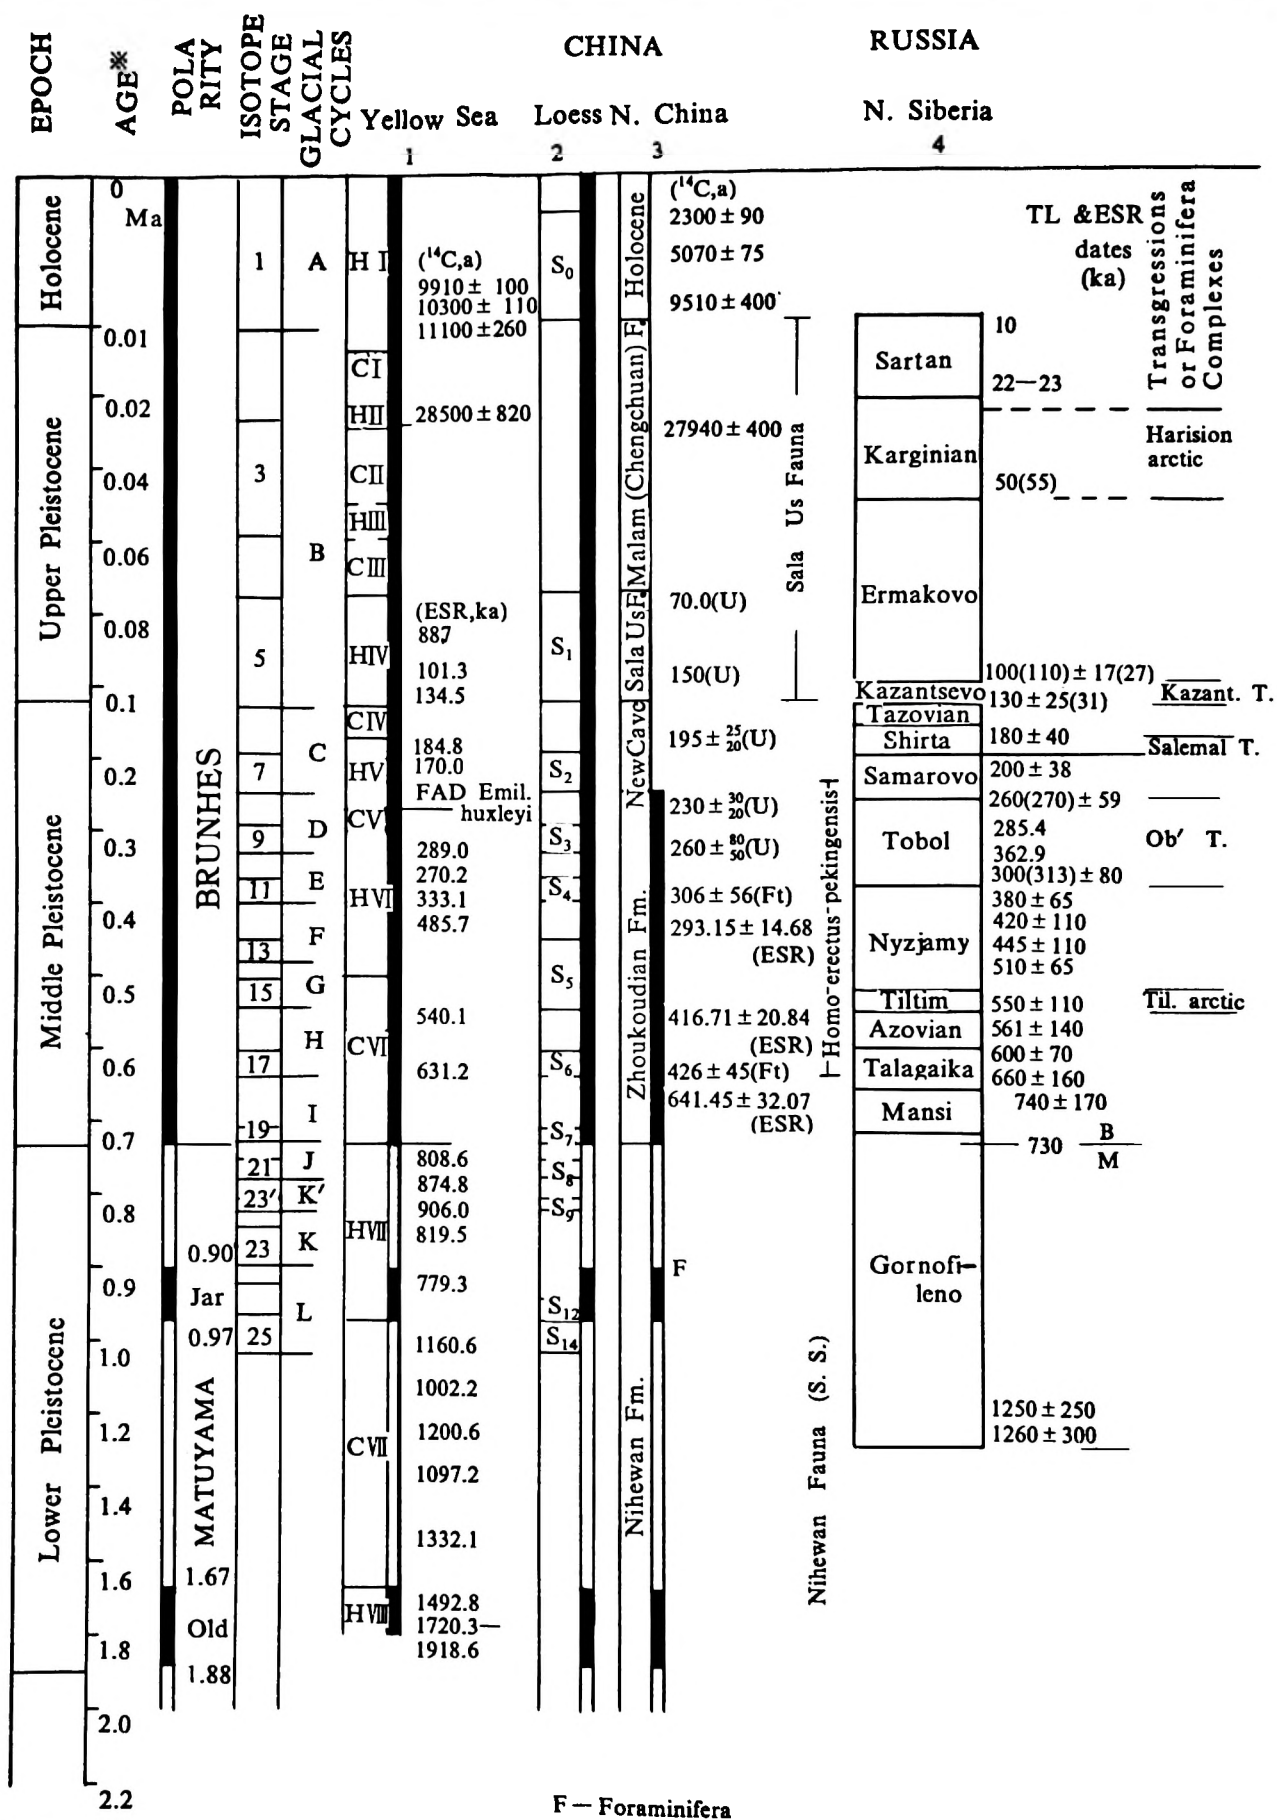 CHINA
RUSSIA
EPOCH
AGE※
POLA
RITY
ISOTOPE
STAGE
GLACIAL
CYCLES
Yellow Sea
Loess
N. China
N. Siberia
1
2
3
4
Holocene
Upper Pleistocene
Middle Pleistocene
Lower Pleistocene
0
Ma
0.01
0.02
0.04
0.06
0.08
0.1
0.2
0.3
0.4
0.5
0.6
0.7
0.8
0.9
1.0
1.2
1.4
1.6
1.8
2.0
2.2
BRUNHES
0.90
Jar
0.97
MATUYAMA
1.67
Old
1.88
1
3
5
7
9
11
13
15
17
19
21
23′
23
25
A
B
C
D
E
F
G
H
I
J
K′
K
L
H I
C I
H II
C II
H III
C III
H IV
C IV
H V
C V
H VI
C VI
H VII
C VII
H VIII
(¹⁴C,a)
9910 ± 100
10300 ± 110
11100 ± 260
28500 ± 820
(ESR,ka)
88.7
101.3
134.5
184.8
170.0
FAD Emil.
huxleyi
289.0
270.2
333.1
485.7
540.1
631.2
808.6
874.8
906.0
819.5
779.3
1160.6
1002.2
1200.6
1097.2
1332.1
1492.8
1720.3—
1918.6
S₀
S₁
S₂
S₃
S₄
S₅
S₆
S₇
S₈
S₉
S₁₂
S₁₄
Holocene
Malam (Chengchuan) F.
Sala Us F.
New Cave
Zhoukoudian Fm.
Nihewan Fm.
(¹⁴C,a)
2300 ± 90
5070 ± 75
9510 ± 400
27940 ± 400
70.0(U)
150(U)
195 ± 25/20(U)
230 ± 30/20(U)
260 ± 80/50(U)
306 ± 56(Ft)
293.15 ± 14.68
(ESR)
416.71 ± 20.84
(ESR)
426 ± 45(Ft)
641.45 ± 32.07
(ESR)
F
Sala Us Fauna
Homo-erectus-pekingensis
Nihewan Fauna (S. S.)
Sartan
Karginian
Ermakovo
Kazantsevo
Tazovian
Shirta
Samarovo
Tobol
Nyzjamy
Tiltim
Azovian
Talagaika
Mansi
Gornofi—
leno
TL &ESR
dates
(ka)
10
22—23
50(55)
100(110) ± 17(27)
130 ± 25(31)
180 ± 40
200 ± 38
260(270) ± 59
285.4
362.9
300(313) ± 80
380 ± 65
420 ± 110
445 ± 110
510 ± 65
550 ± 110
561 ± 140
600 ± 70
660 ± 160
740 ± 170
730
B
M
1250 ± 250
1260 ± 300
Transgressions
or Foraminifera
Complexes
Harision
arctic
Kazant. T.
Salemal T.
Ob′ T.
Til. arctic
F — Foraminifera